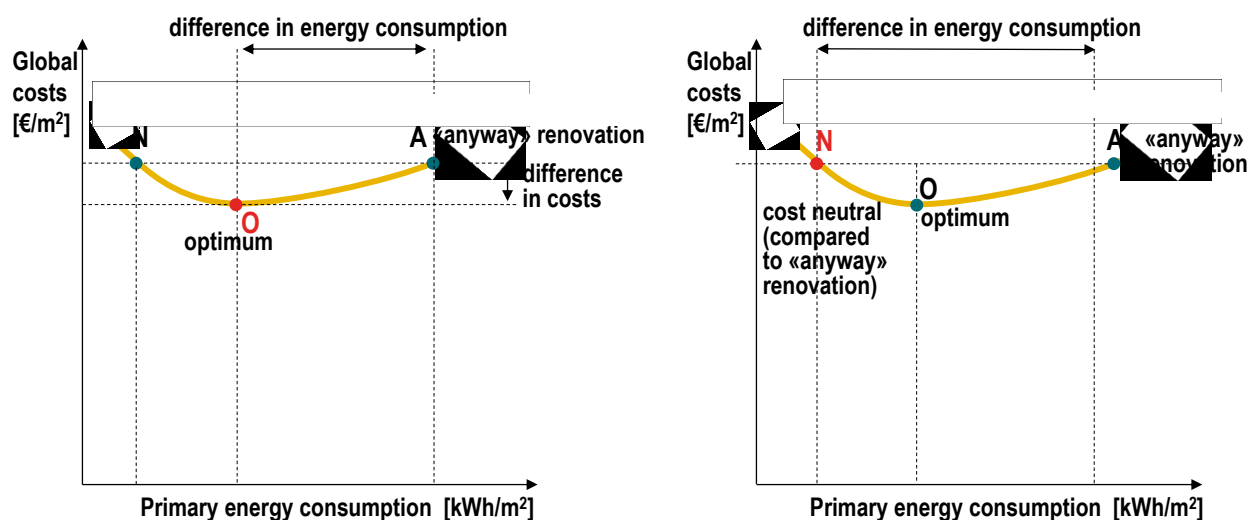 difference in energy consumption
Global
costs
[€/m²]
N
A «anyway» renovation
difference
in costs
O
optimum
Primary energy consumption [kWh/m²]
difference in energy consumption
Global
costs
[€/m²]
N
A «anyway»
renovation
O
optimum
cost neutral
(compared
to «anyway»
renovation)
Primary energy consumption [kWh/m²]